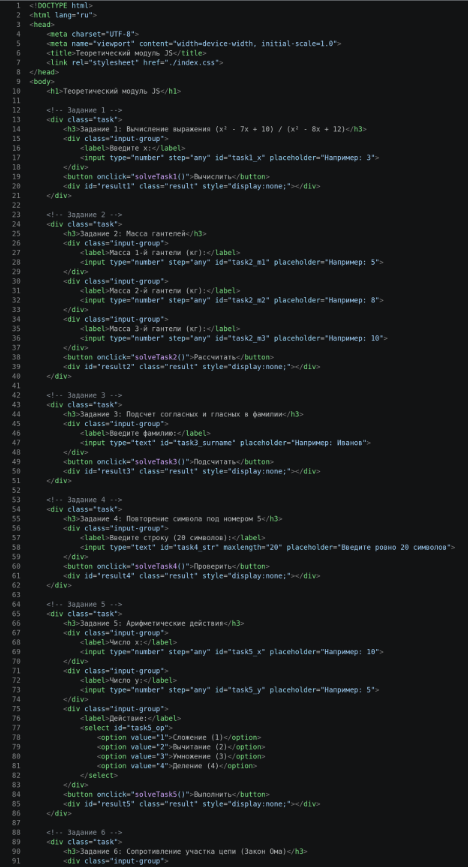 1 <!DOCTYPE html>
2 <html lang="ru">
3 <head>
4 <meta charset="UTF-8">
5 <meta name="viewport" content="width=device-width, initial-scale=1.0">
6 <title>Теоретический модуль JS</title>
7 <link rel="stylesheet" href="./index.css">
8 </head>
9 <body>
10 <h1>Теоретический модуль JS</h1>
11
12 <!-- Задание 1 -->
13 <div class="task">
14 <h3>Задание 1: Вычисление выражения (x² - 7x + 10) / (x² - 8x + 12)</h3>
15 <div class="input-group">
16 <label>Введите x:</label>
17 <input type="number" step="any" id="task1_x" placeholder="Например: 3">
18 </div>
19 <button onclick="solveTask1()">Вычислить</button>
20 <div id="result1" class="result" style="display:none;"></div>
21 </div>
22
23 <!-- Задание 2 -->
24 <div class="task">
25 <h3>Задание 2: Масса гантелей</h3>
26 <div class="input-group">
27 <label>Масса 1-й гантели (кг):</label>
28 <input type="number" step="any" id="task2_m1" placeholder="Например: 5">
29 </div>
30 <div class="input-group">
31 <label>Масса 2-й гантели (кг):</label>
32 <input type="number" step="any" id="task2_m2" placeholder="Например: 8">
33 </div>
34 <div class="input-group">
35 <label>Масса 3-й гантели (кг):</label>
36 <input type="number" step="any" id="task2_m3" placeholder="Например: 10">
37 </div>
38 <button onclick="solveTask2()">Рассчитать</button>
39 <div id="result2" class="result" style="display:none;"></div>
40 </div>
41
42 <!-- Задание 3 -->
43 <div class="task">
44 <h3>Задание 3: Подсчет согласных и гласных в фамилии</h3>
45 <div class="input-group">
46 <label>Введите фамилию:</label>
47 <input type="text" id="task3_surname" placeholder="Например: Иванов">
48 </div>
49 <button onclick="solveTask3()">Подсчитать</button>
50 <div id="result3" class="result" style="display:none;"></div>
51 </div>
52
53 <!-- Задание 4 -->
54 <div class="task">
55 <h3>Задание 4: Повторение символа под номером 5</h3>
56 <div class="input-group">
57 <label>Введите строку (20 символов):</label>
58 <input type="text" id="task4_str" maxlength="20" placeholder="Введите ровно 20 символов">
59 </div>
60 <button onclick="solveTask4()">Проверить</button>
61 <div id="result4" class="result" style="display:none;"></div>
62 </div>
63
64 <!-- Задание 5 -->
65 <div class="task">
66 <h3>Задание 5: Арифметические действия</h3>
67 <div class="input-group">
68 <label>Число x:</label>
69 <input type="number" step="any" id="task5_x" placeholder="Например: 10">
70 </div>
71 <div class="input-group">
72 <label>Число y:</label>
73 <input type="number" step="any" id="task5_y" placeholder="Например: 5">
74 </div>
75 <div class="input-group">
76 <label>Действие:</label>
77 <select id="task5_op">
78 <option value="1">Сложение (1)</option>
79 <option value="2">Вычитание (2)</option>
80 <option value="3">Умножение (3)</option>
81 <option value="4">Деление (4)</option>
82 </select>
83 </div>
84 <button onclick="solveTask5()">Выполнить</button>
85 <div id="result5" class="result" style="display:none;"></div>
86 </div>
87
88 <!-- Задание 6 -->
89 <div class="task">
90 <h3>Задание 6: Сопротивление участка цепи (Закон Ома)</h3>
91 <div class="input-group">